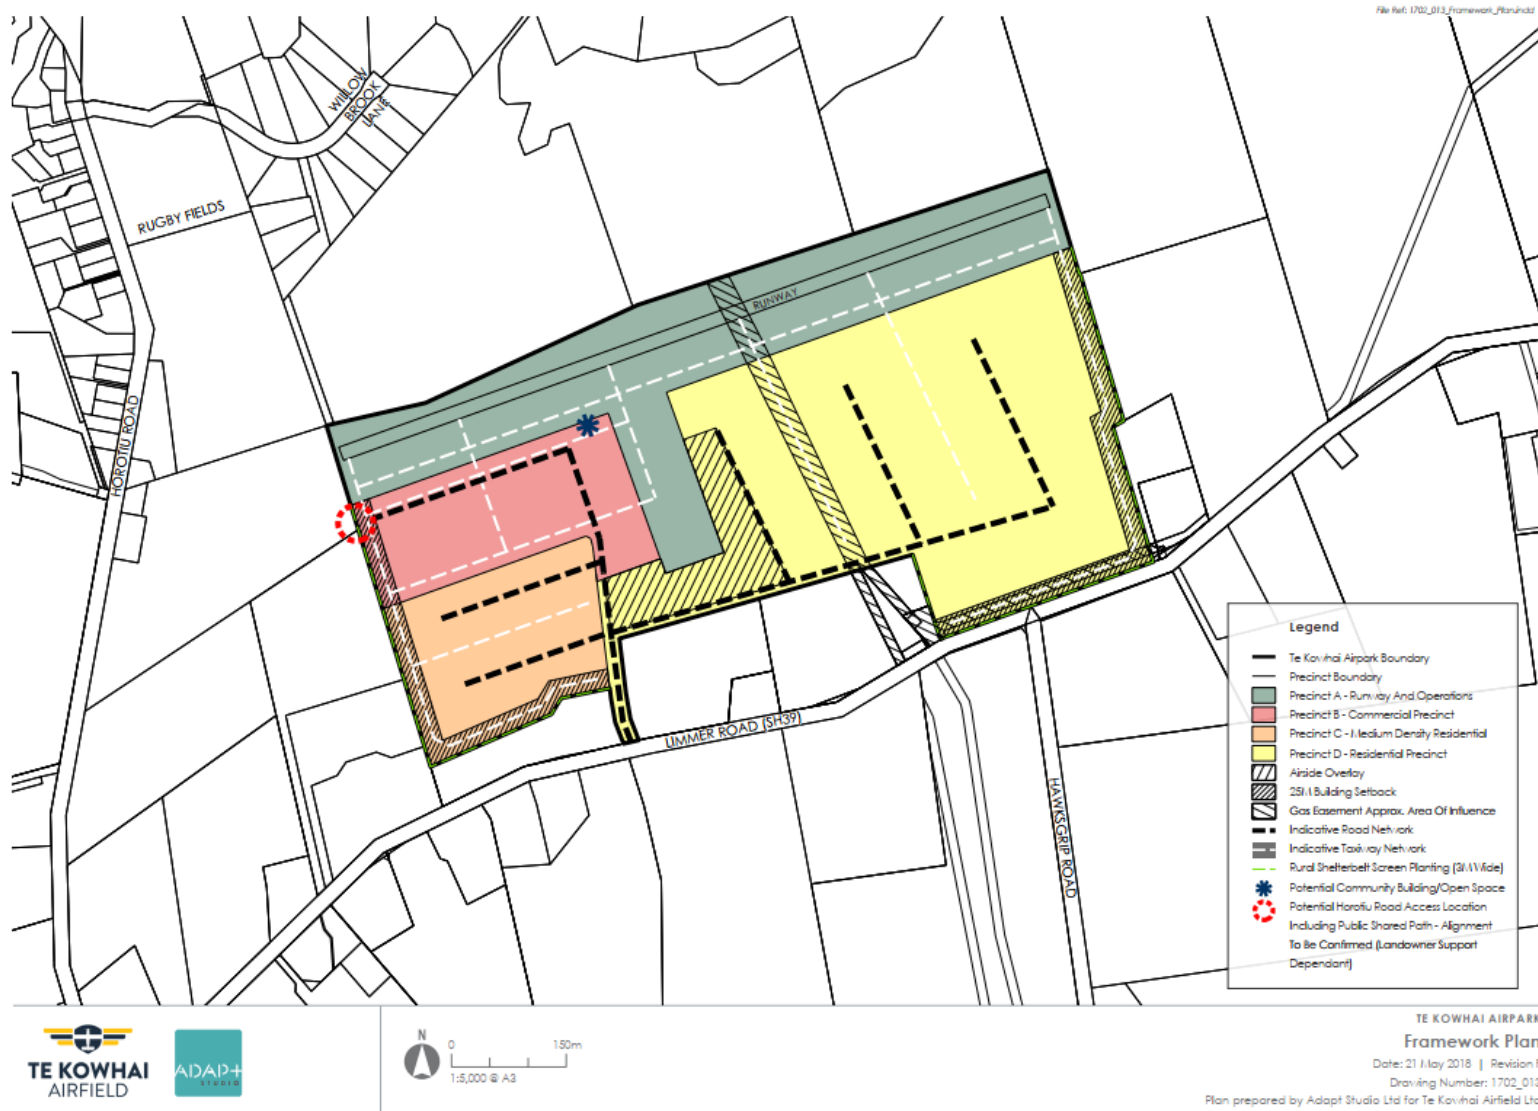 File Ref: 1702_013_Framework_Plan.indd
WILLOW
BROOK
LANE
RUGBY FIELDS
RUNWAY
HOROTIU ROAD
LIMMER ROAD (SH39)
HAWKSGRIP ROAD
Legend
Te Kowhai Airpark Boundary
Precinct Boundary
Precinct A - Runway And Operations
Precinct B - Commercial Precinct
Precinct C - Medium Density Residential
Precinct D - Residential Precinct
Airside Overlay
25M Building Setback
Gas Easement Approx. Area Of Influence
Indicative Road Network
Indicative Taxiway Network
Rural Shelterbelt Screen Planting (3M Wide)
Potential Community Building/Open Space
Potential Horotiu Road Access Location
Including Public Shared Path - Alignment
To Be Confirmed (Landowner Support
Dependant)
TE KOWHAI
AIRFIELD
ADAPT
STUDIO
N
0 150m
1:5,000 @ A3
TE KOWHAI AIRPARK
Framework Plan
Date: 21 May 2018 | Revision
Drawing Number: 1702_013
Plan prepared by Adapt Studio Ltd for Te Kowhai Airfield Ltd